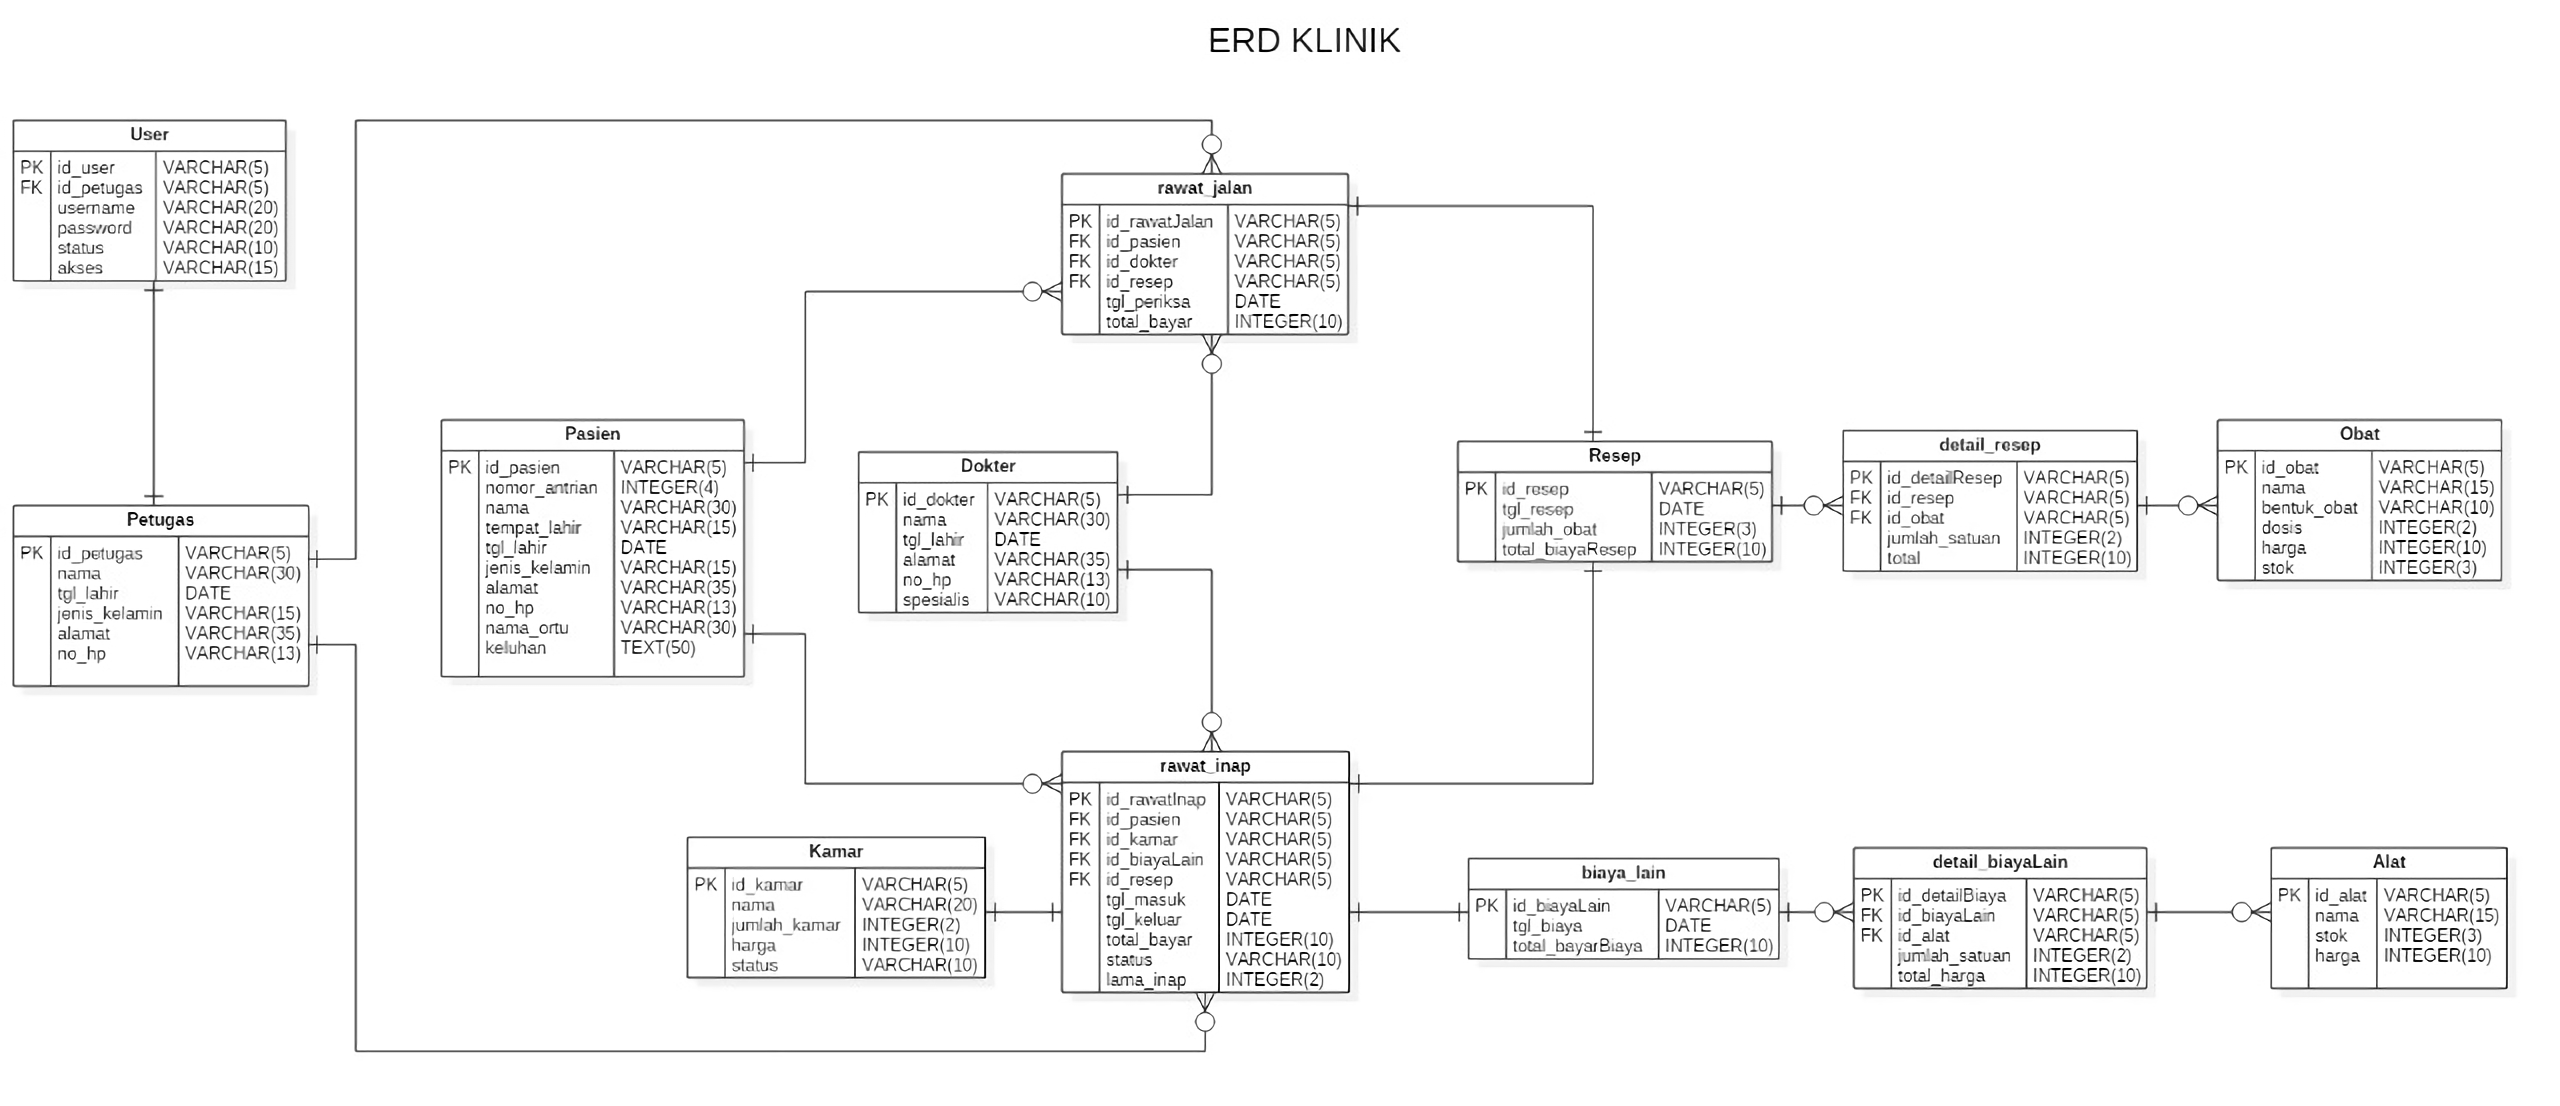 ERD KLINIK
User
PK id_user VARCHAR(5)
FK id_petugas VARCHAR(5)
username VARCHAR(20)
password VARCHAR(20)
status VARCHAR(10)
akses VARCHAR(15)
Petugas
PK id_petugas VARCHAR(5)
nama VARCHAR(30)
tgl_lahir DATE
jenis_kelamin VARCHAR(15)
alamat VARCHAR(35)
no_hp VARCHAR(13)
Pasien
PK id_pasien VARCHAR(5)
nomor_antrian INTEGER(4)
nama VARCHAR(30)
tempat_lahir VARCHAR(15)
tgl_lahir DATE
jenis_kelamin VARCHAR(15)
alamat VARCHAR(35)
no_hp VARCHAR(13)
nama_ortu VARCHAR(30)
keluhan TEXT(50)
Dokter
PK id_dokter VARCHAR(5)
nama VARCHAR(30)
tgl_lahir DATE
alamat VARCHAR(35)
no_hp VARCHAR(13)
spesialis VARCHAR(10)
rawat_jalan
PK id_rawatJalan VARCHAR(5)
FK id_pasien VARCHAR(5)
FK id_dokter VARCHAR(5)
FK id_resep VARCHAR(5)
tgl_periksa DATE
total_bayar INTEGER(10)
Resep
PK id_resep VARCHAR(5)
tgl_resep DATE
jumlah_obat INTEGER(3)
total_biayaResep INTEGER(10)
detail_resep
PK id_detailResep VARCHAR(5)
FK id_resep VARCHAR(5)
FK id_obat VARCHAR(5)
jumlah_satuan INTEGER(2)
total INTEGER(10)
Obat
PK id_obat VARCHAR(5)
nama VARCHAR(15)
bentuk_obat VARCHAR(10)
dosis INTEGER(2)
harga INTEGER(10)
stok INTEGER(3)
Kamar
PK id_kamar VARCHAR(5)
nama VARCHAR(20)
jumlah_kamar INTEGER(2)
harga INTEGER(10)
status VARCHAR(10)
rawat_inap
PK id_rawatInap VARCHAR(5)
FK id_pasien VARCHAR(5)
FK id_kamar VARCHAR(5)
FK id_biayaLain VARCHAR(5)
FK id_resep VARCHAR(5)
tgl_masuk DATE
tgl_keluar DATE
total_bayar INTEGER(10)
status VARCHAR(10)
lama_inap INTEGER(2)
biaya_lain
PK id_biayaLain VARCHAR(5)
tgl_biaya DATE
total_bayarBiaya INTEGER(10)
detail_biayaLain
PK id_detailBiaya VARCHAR(5)
FK id_biayaLain VARCHAR(5)
FK id_alat VARCHAR(5)
jumlah_satuan INTEGER(2)
total_harga INTEGER(10)
Alat
PK id_alat VARCHAR(5)
nama VARCHAR(15)
stok INTEGER(3)
harga INTEGER(10)